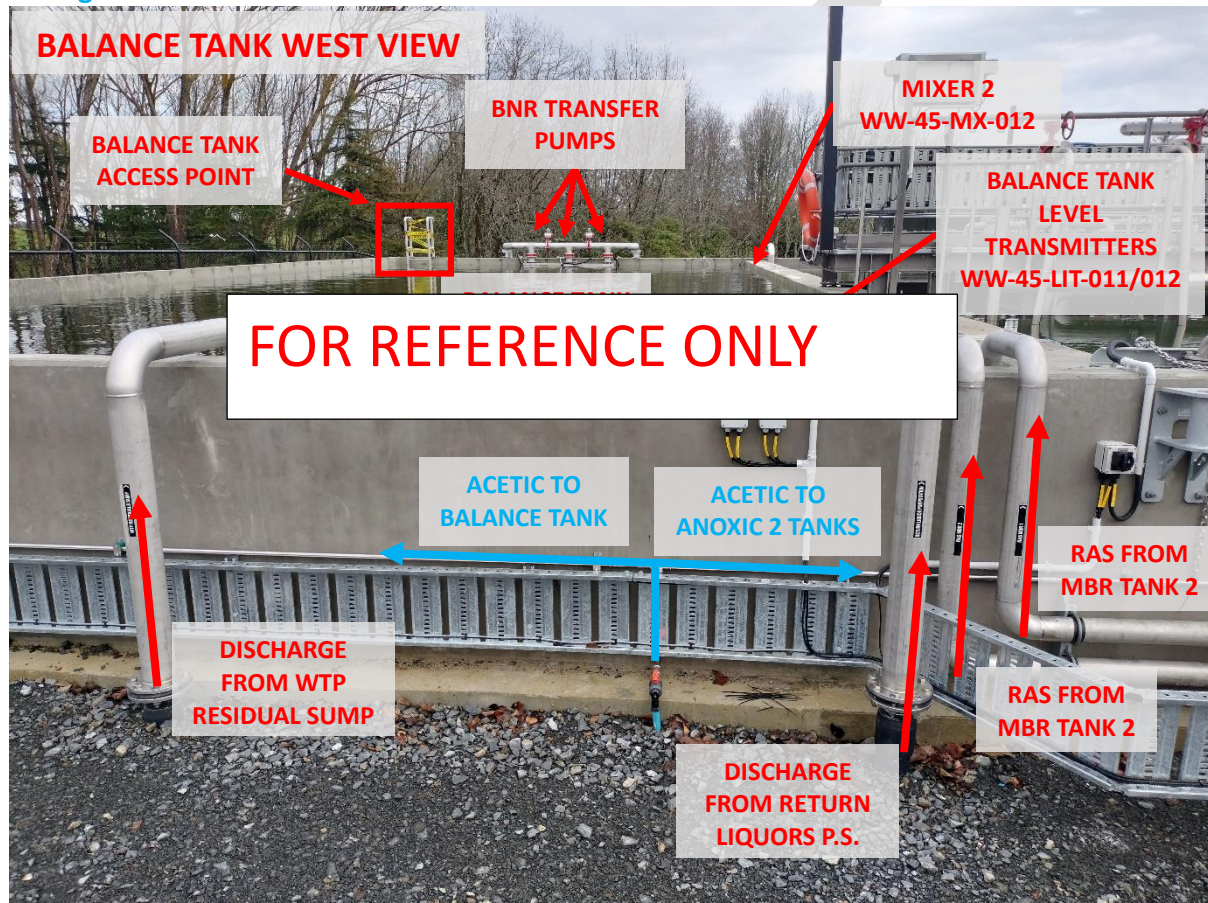 BALANCE TANK WEST VIEW
BALANCE TANK
ACCESS POINT
BNR TRANSFER
PUMPS
MIXER 2
WW-45-MX-012
BALANCE TANK
LEVEL
TRANSMITTERS
WW-45-LIT-011/012
FOR REFERENCE ONLY
ACETIC TO
BALANCE TANK
ACETIC TO
ANOXIC 2 TANKS
RAS FROM
MBR TANK 2
RAS FROM
MBR TANK 2
DISCHARGE
FROM WTP
RESIDUAL SUMP
DISCHARGE
FROM RETURN
LIQUORS P.S.